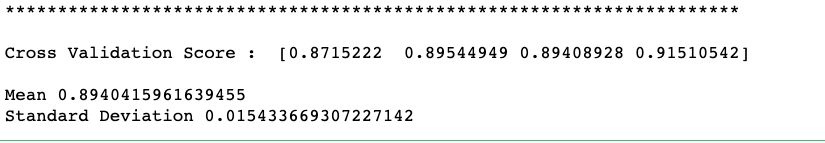 **********************************************************************
Cross Validation Score :  [0.8715222  0.89544949 0.89408928 0.91510542]
Mean 0.8940415961639455
Standard Deviation 0.015433669307227142